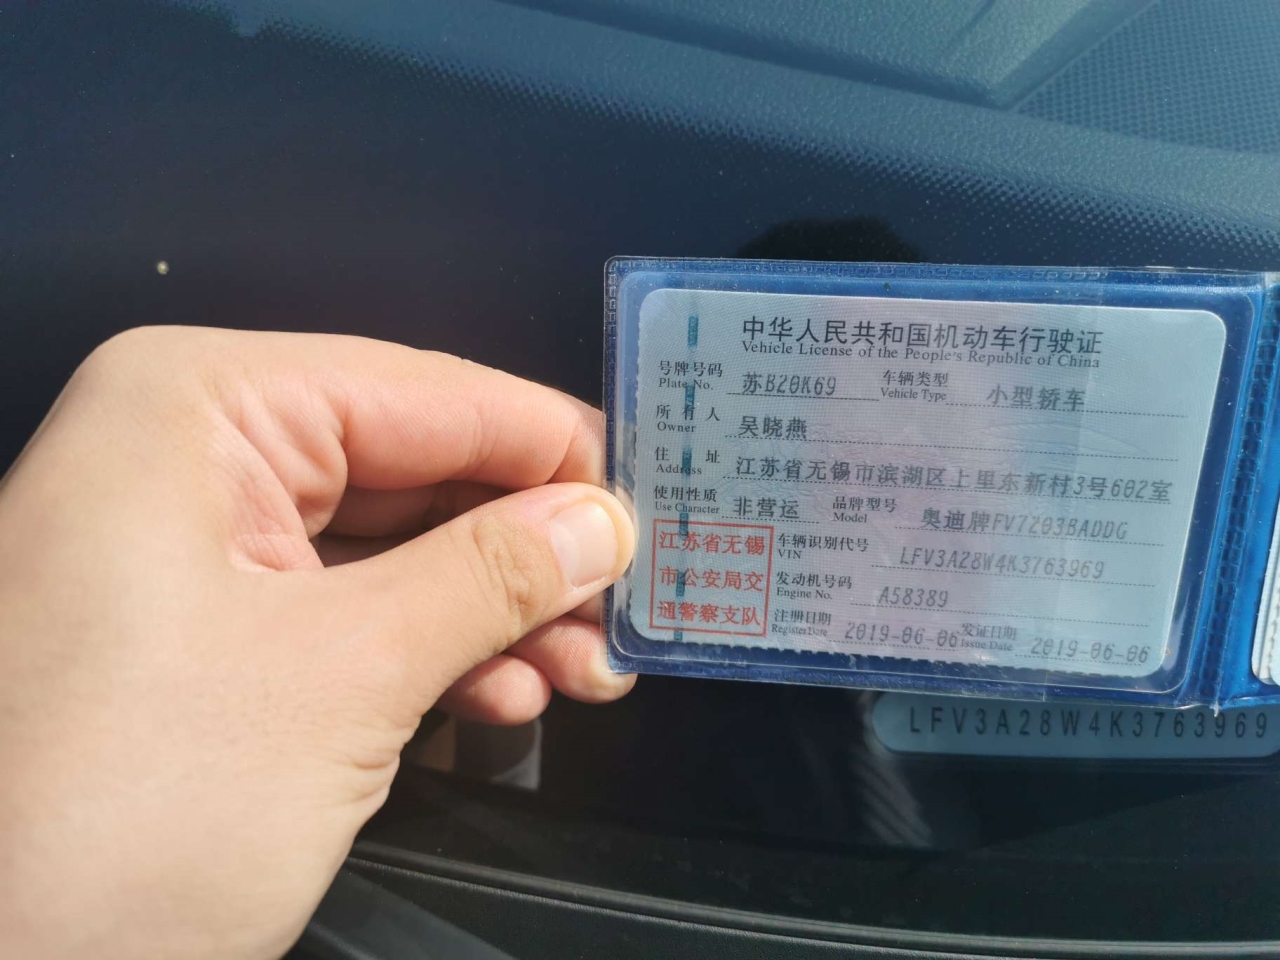 中华人民共和国机动车行驶证
Vehicle License of the People's Republic of China
号牌号码 苏B20K69 车辆类型 小型轿车
Plate No. Vehicle Type
所有人 吴晓燕
Owner
住址 江苏省无锡市滨湖区上里东新村3号602室
Address
使用性质 非营运 品牌型号 奥迪牌FV7203BADDG
Use Character Model
江苏省无锡
市公安局交
通警察支队
车辆识别代号 LFV3A28W4K3763969
VIN
发动机号码 A58389
Engine No.
注册日期 2019-06-06 发证日期 2019-06-06
Register Date Issue Date
LFV3A28W4K3763969